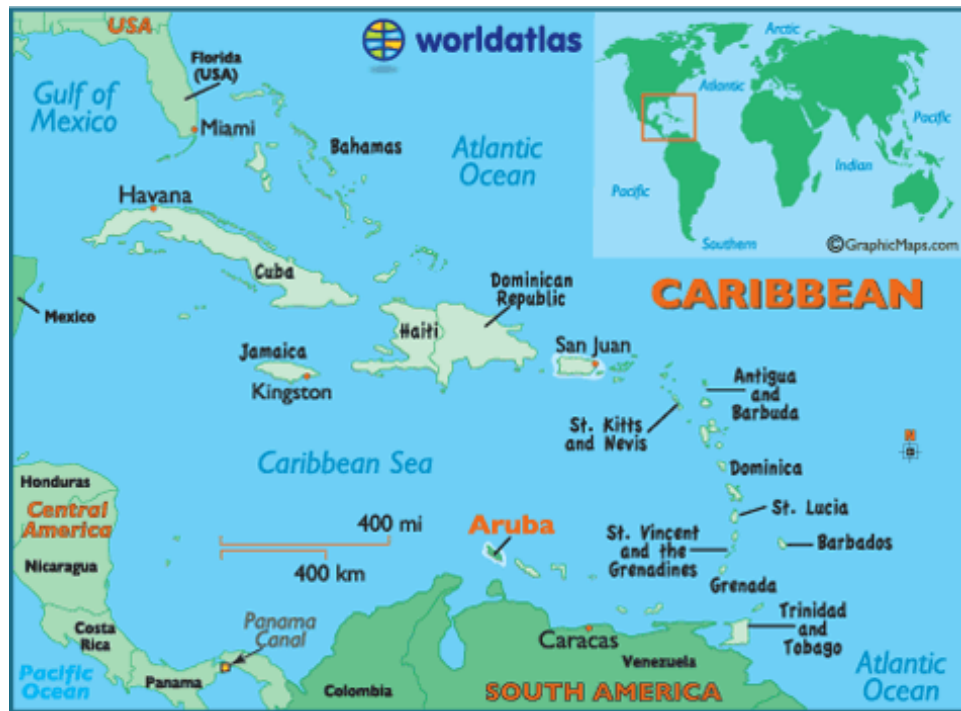 USA
worldatlas
Arctic
Florida
(USA)
Gulf of
Mexico
Atlantic
Pacific
Miami
Bahamas
Atlantic
Ocean
Indian
Havana
Pacific
Southern
©GraphicMaps.com
Cuba
Dominican
Republic
CARIBBEAN
Mexico
Haiti
Jamaica
San Juan
Kingston
Antigua
and
Barbuda
St. Kitts
and Nevis
Caribbean Sea
Dominica
Honduras
Central
America
400 mi
Aruba
St. Lucia
St. Vincent
and the
Grenadines
Barbados
Nicaragua
400 km
Grenada
Panama
Canal
Trinidad
and
Tobago
Costa
Rica
Caracas
Venezuela
Pacific
Ocean
Panama
Colombia
SOUTH AMERICA
Atlantic
Ocean